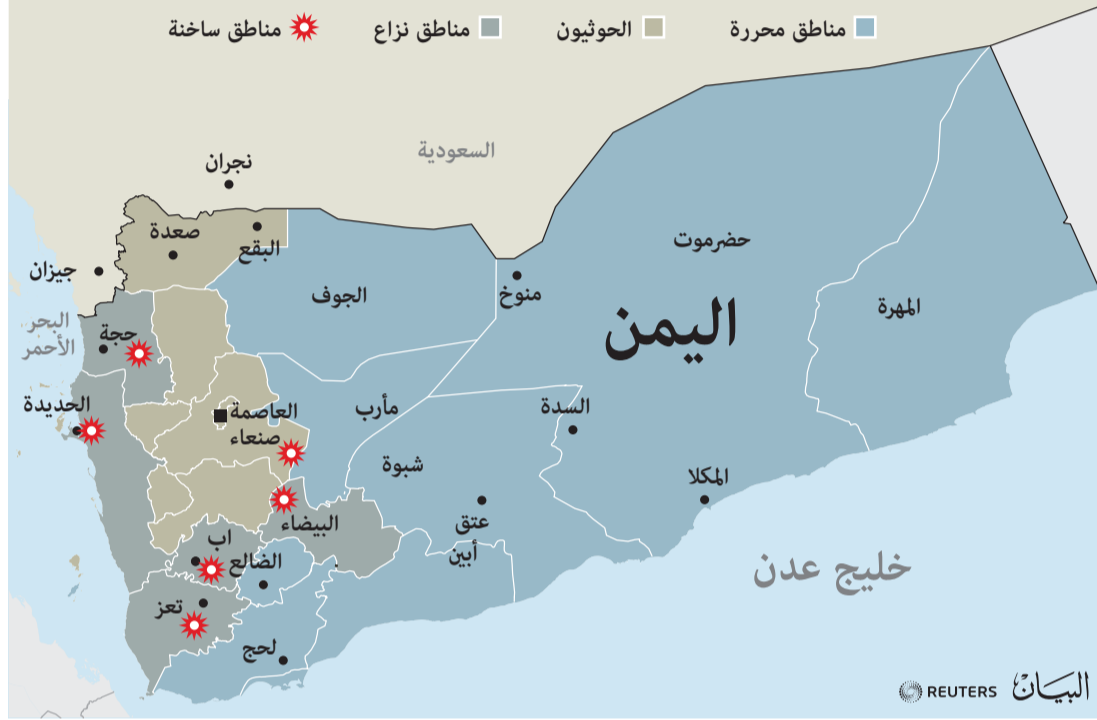 مناطق محررة
الحوثيون
مناطق نزاع
مناطق ساخنة
السعودية
نجران
صعدة
البقع
جيزان
حضرموت
منوخ
الجوف
المهرة
اليمن
البحر
الأحمر
حجة
الحديدة
العاصمة
صنعاء
مأرب
السدة
شبوة
المكلا
عتق
البيضاء
اب
أبين
الضالع
خليج عدن
تعز
لحج
البيان
REUTERS